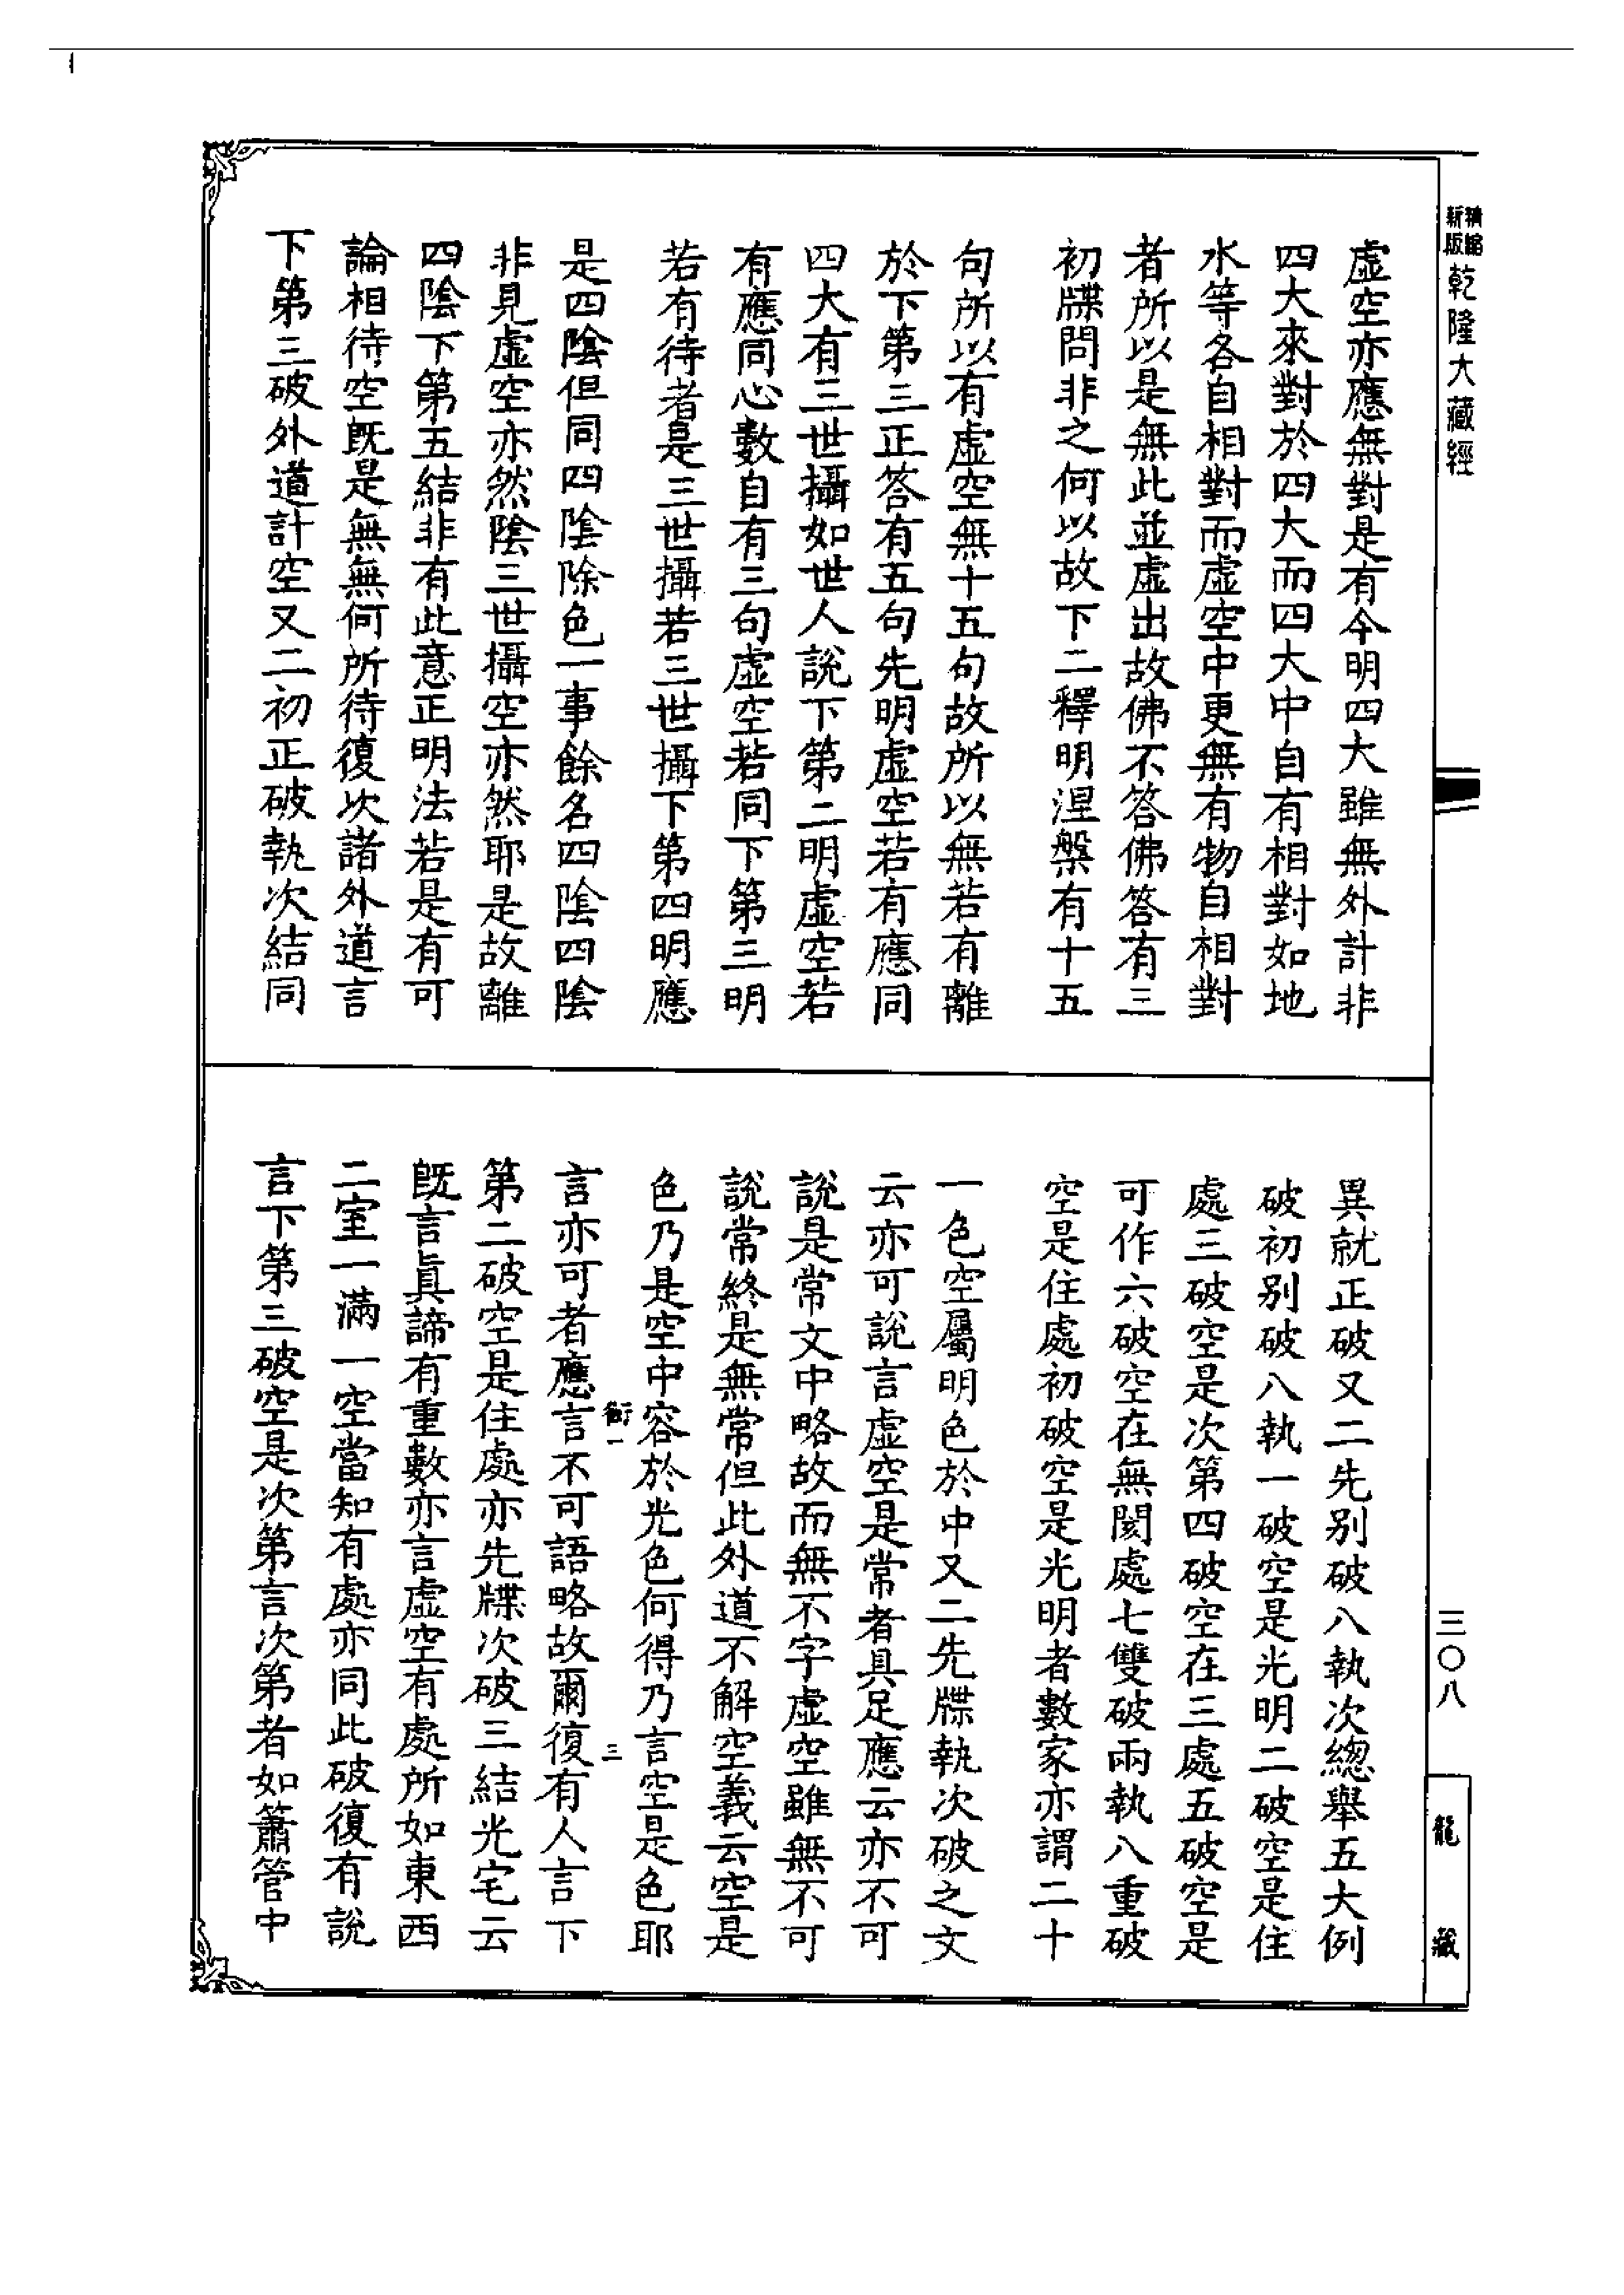 新版
精縮
乾隆大藏經
虛空亦應無對是有今明四大雖無外計非
四大來對於四大而四大中自有相對如地
水等各自相對而虛空中更無有物自相對
者所以是無此並虛出故佛不答佛答有三
初牒問非之何以故下二釋明涅槃有十五
句所以有虛空無十五句故所以無若有離
於下第三正答有五句先明虛空若有應同
四大有三世攝如世人說下第二明虛空若
有應同心數自有三句虛空若同下第三明
若有待者是三世攝若三世攝下第四明應
是四陰但同四陰除色一事餘名四陰四陰
非見虛空亦然陰三世攝空亦然耶是故離
四陰下第五結非有此意正明法若是有可
論相待空既是無無何所待復次諸外道言
下第三破外道計空又二初正破執次結同
異就正破又二先別破八執次總舉五大例
破初別破八執一破空是光明二破空是住
處三破空是次第四破空在三處五破空是
可作六破空在無閡處七雙破兩執八重破
空是住處初破空是光明者數家亦謂二十
一色空屬明色於中又二先牒執次破之文
云亦可說言虛空是常者具足應云亦不可
說是常文中略故而無不字虛空雖無不可
說常終是無常但此外道不解空義云空是
色乃是空中容於光色何得乃言空是色耶
衙一
三
言亦可者應言不可語略故爾復有人言下
第二破空是住處亦先牒次破三結光宅云
既言眞諦有重數亦言虛空有處所如東西
二室一滿一空當知有處亦同此破復有說
言下第三破空是次第言次第者如簫管中
三〇八
龍藏